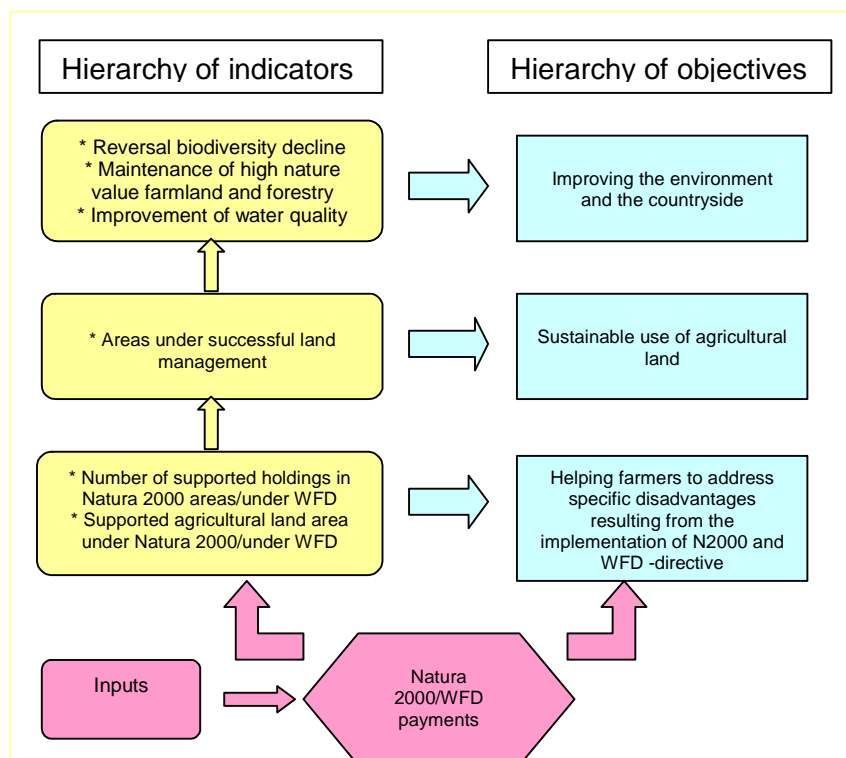 Hierarchy of indicators
Hierarchy of objectives
* Reversal biodiversity decline
* Maintenance of high nature
value farmland and forestry
* Improvement of water quality
Improving the environment
and the countryside
* Areas under successful land
management
Sustainable use of agricultural
land
* Number of supported holdings in
Natura 2000 areas/under WFD
* Supported agricultural land area
under Natura 2000/under WFD
Helping farmers to address
specific disadvantages
resulting from the
implementation of N2000 and
WFD -directive
Inputs
Natura
2000/WFD
payments